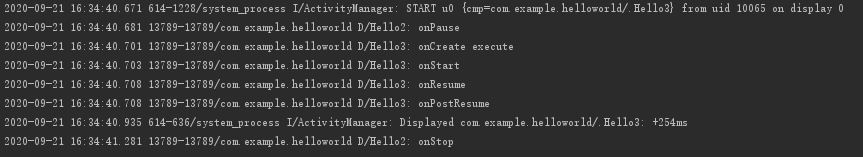 2020-09-21 16:34:40.671 614-1228/system_process I/ActivityManager: START u0 {cmp=com.example.helloworld/.Hello3} from uid 10065 on display 0
2020-09-21 16:34:40.681 13789-13789/com.example.helloworld D/Hello2: onPause
2020-09-21 16:34:40.701 13789-13789/com.example.helloworld D/Hello3: onCreate execute
2020-09-21 16:34:40.703 13789-13789/com.example.helloworld D/Hello3: onStart
2020-09-21 16:34:40.708 13789-13789/com.example.helloworld D/Hello3: onResume
2020-09-21 16:34:40.708 13789-13789/com.example.helloworld D/Hello3: onPostResume
2020-09-21 16:34:40.935 614-636/system_process I/ActivityManager: Displayed com.example.helloworld/.Hello3: +254ms
2020-09-21 16:34:41.281 13789-13789/com.example.helloworld D/Hello2: onStop